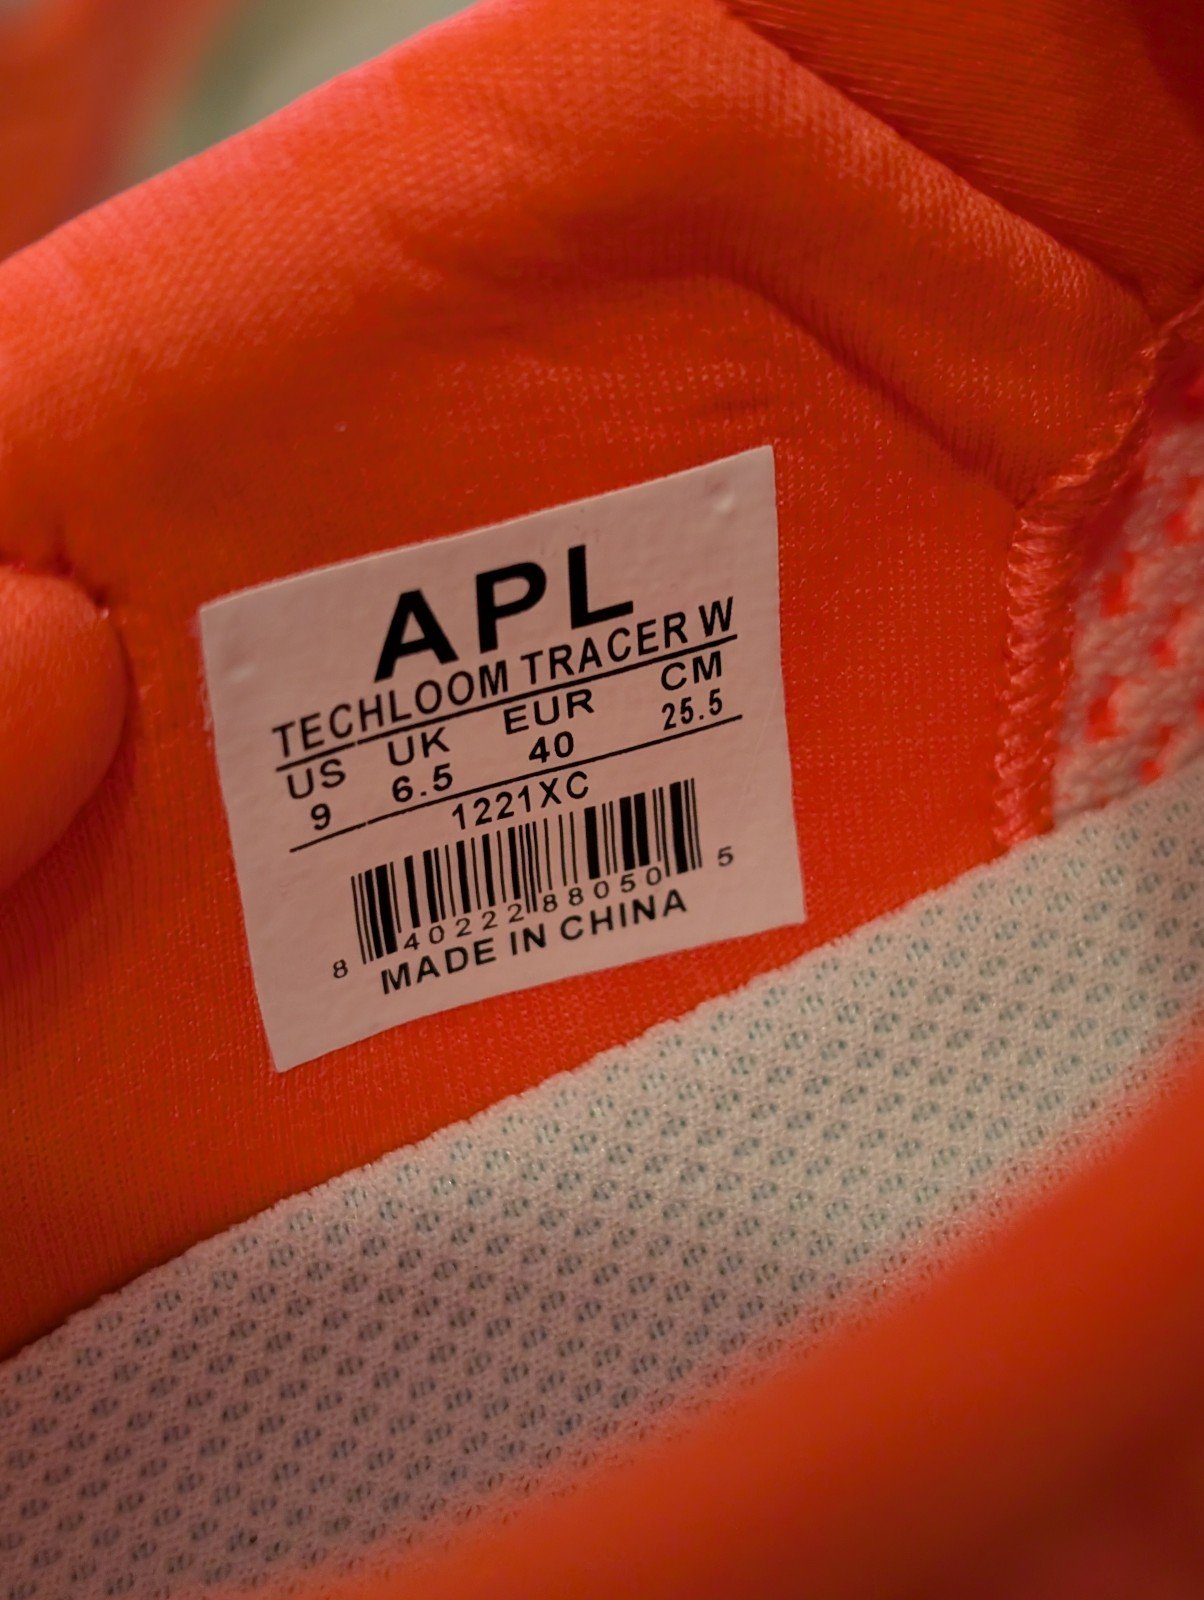 APL
TECHLOOM TRACER W
US UK EUR CM
9 6.5 40 25.5
1221XC
8 40222 88050 5
MADE IN CHINA